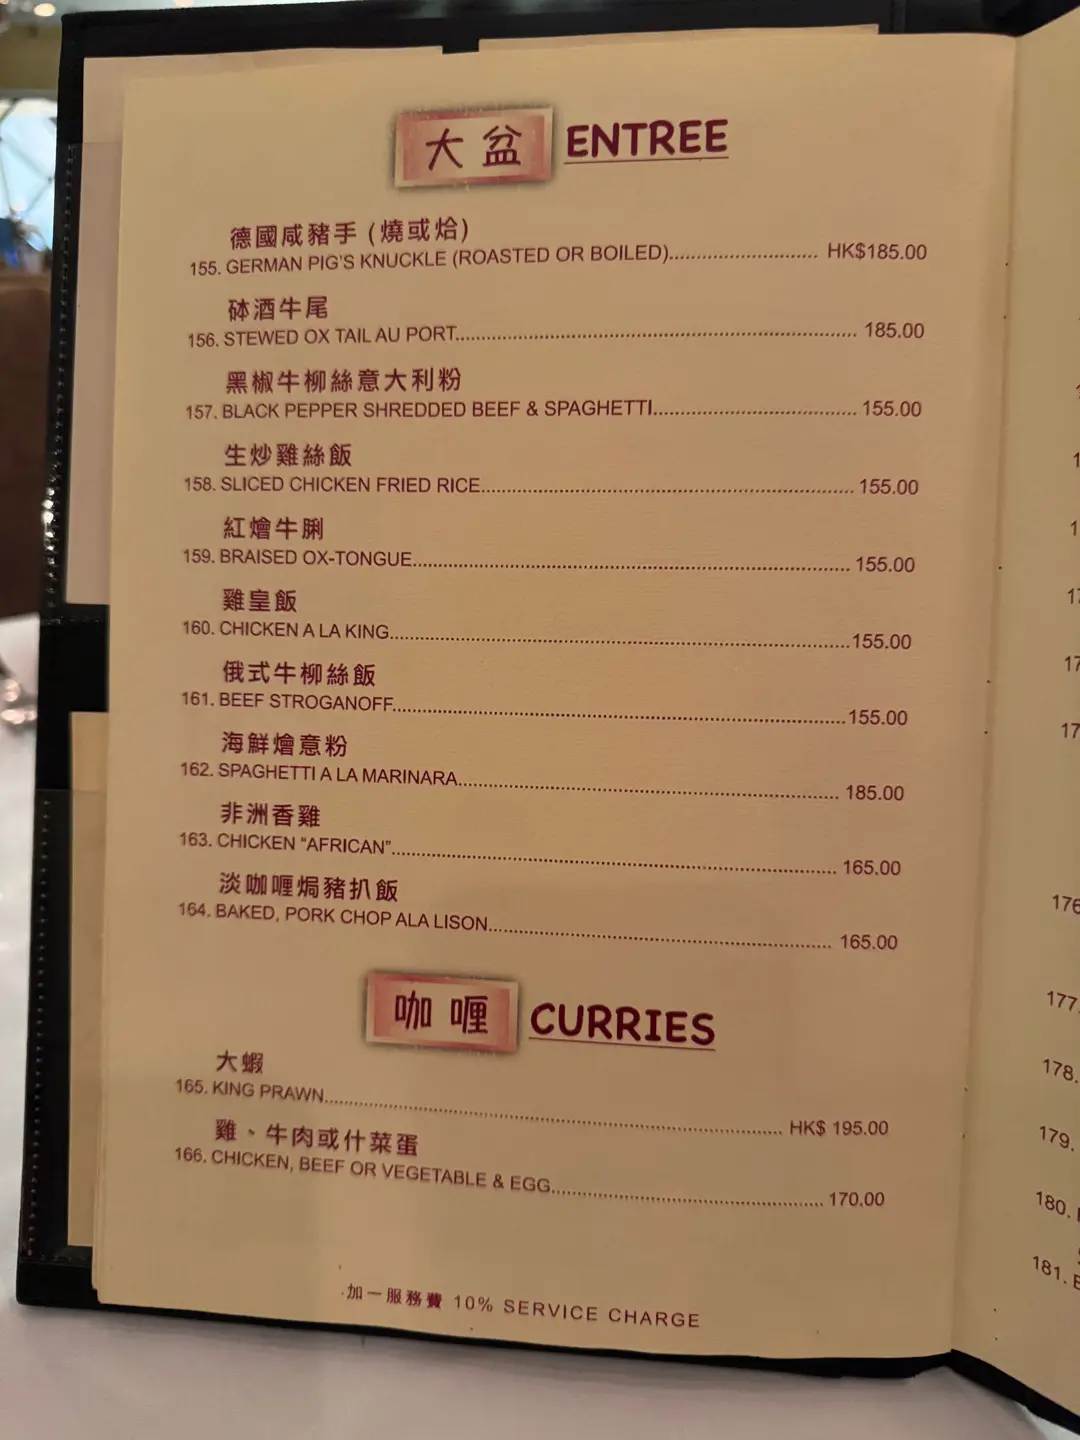 大盆 ENTREE
德國咸豬手 (燒或烚)
155. GERMAN PIG'S KNUCKLE (ROASTED OR BOILED)............................ HK$185.00
砵酒牛尾
156. STEWED OX TAIL AU PORT................................ 185.00
黑椒牛柳絲意大利粉
157. BLACK PEPPER SHREDDED BEEF & SPAGHETTI................................ 155.00
生炒雞絲飯
158. SLICED CHICKEN FRIED RICE................................ 155.00
紅燴牛脷
159. BRAISED OX-TONGUE................................ 155.00
雞皇飯
160. CHICKEN A LA KING................................155.00
俄式牛柳絲飯
161. BEEF STROGANOFF................................155.00
海鮮燴意粉
162. SPAGHETTI A LA MARINARA................................ 185.00
非洲香雞
163. CHICKEN “AFRICAN”................................ 165.00
淡咖喱焗豬扒飯
164. BAKED, PORK CHOP ALA LISON................................ 165.00
咖喱 CURRIES
大蝦
165. KING PRAWN................................ HK$ 195.00
雞、牛肉或什菜蛋
166. CHICKEN, BEEF OR VEGETABLE & EGG................................ 170.00
加一服務費 10% SERVICE CHARGE
176
177.
178.
179.
180.
181.